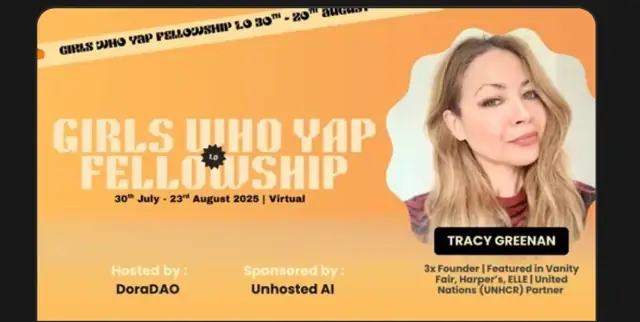 GIRLS WHO YAP FELLOWSHIP 1.0 30TH - 20TH AUGUST
GIRLS WHO YAP
1.0
FELLOWSHIP
30th July - 23rd August 2025 | Virtual
Hosted by :
DoraDAO
Sponsored by :
Unhosted AI
TRACY GREENAN
3x Founder | Featured in Vanity
Fair, Harper's, ELLE | United
Nations (UNHCR) Partner